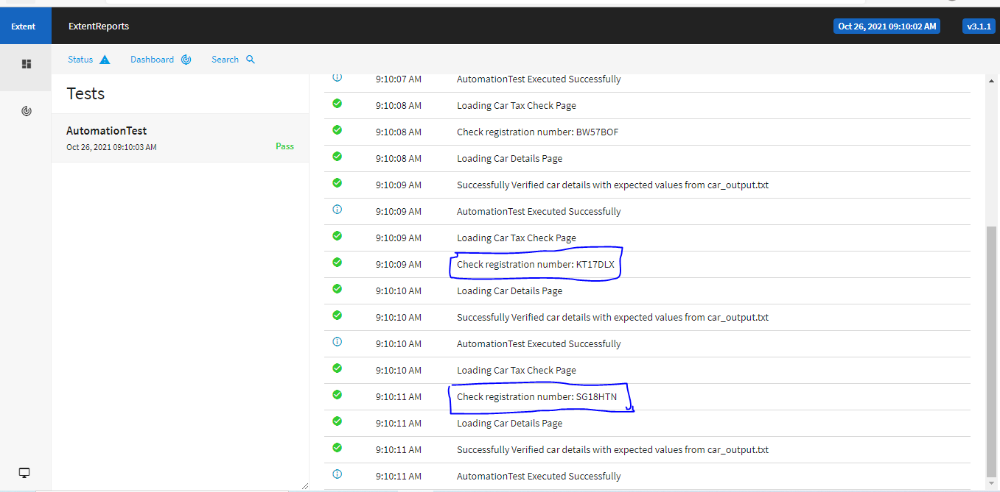 Extent ExtentReports Oct 26, 2021 09:10:02 AM v3.1.1
Status Dashboard Search
Tests
AutomationTest
Oct 26, 2021 09:10:03 AM Pass
9:10:07 AM AutomationTest Executed Successfully
9:10:08 AM Loading Car Tax Check Page
9:10:08 AM Check registration number: BW57BOF
9:10:08 AM Loading Car Details Page
9:10:09 AM Successfully Verified car details with expected values from car_output.txt
9:10:09 AM AutomationTest Executed Successfully
9:10:09 AM Loading Car Tax Check Page
9:10:09 AM Check registration number: KT17DLX
9:10:10 AM Loading Car Details Page
9:10:10 AM Successfully Verified car details with expected values from car_output.txt
9:10:10 AM AutomationTest Executed Successfully
9:10:10 AM Loading Car Tax Check Page
9:10:11 AM Check registration number: SG18HTN
9:10:11 AM Loading Car Details Page
9:10:11 AM Successfully Verified car details with expected values from car_output.txt
9:10:11 AM AutomationTest Executed Successfully